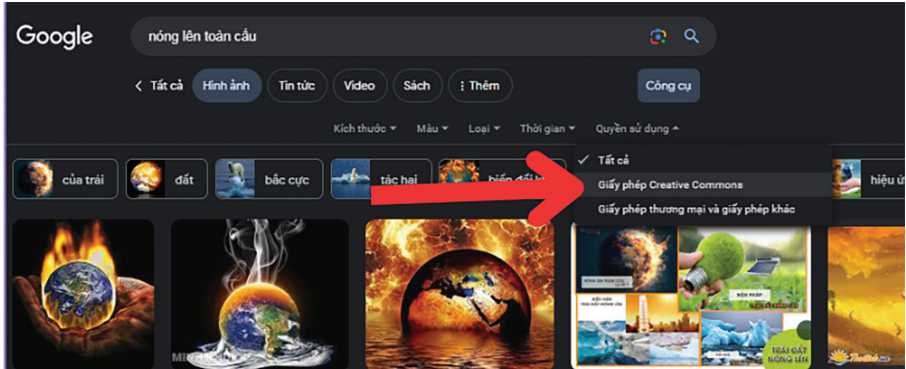 Google
nóng lên toàn cầu
Tất cả Hình ảnh Tin tức Video Sách Thêm Công cụ
Kích thước Màu Loại Thời gian Quyền sử dụng
Tất cả
Giấy phép Creative Commons
Giấy phép thương mại và giấy phép khác
của trái đất bắc cực tác hại biến đổi hiệu
BIỆN PHÁP
TRÁI ĐẤT
NÓNG LÊN